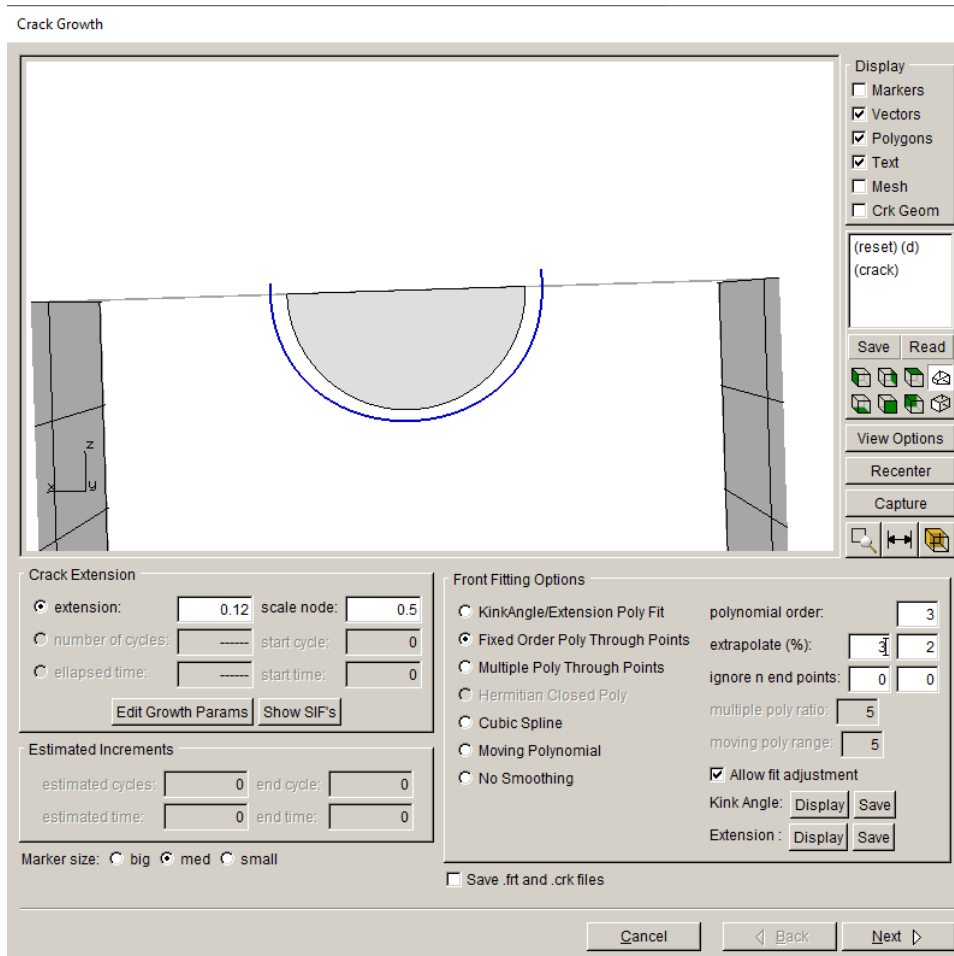 Crack Growth
Display
Markers
Vectors
Polygons
Text
Mesh
Crk Geom
(reset) (d)
(crack)
Save Read
View Options
Recenter
Capture
z
x y
Crack Extension
extension: 0.12 scale node: 0.5
number of cycles: ------ start cycle: 0
ellapsed time: ------ start time: 0
Edit Growth Params Show SIF's
Estimated Increments
estimated cycles: 0 end cycle: 0
estimated time: 0 end time: 0
Marker size: big med small
Front Fitting Options
KinkAngle/Extension Poly Fit
Fixed Order Poly Through Points
Multiple Poly Through Points
Hermitian Closed Poly
Cubic Spline
Moving Polynomial
No Smoothing
polynomial order: 3
extrapolate (%): 3 2
ignore n end points: 0 0
multiple poly ratio: 5
moving poly range: 5
Allow fit adjustment
Kink Angle: Display Save
Extension : Display Save
Save .frt and .crk files
Cancel Back Next